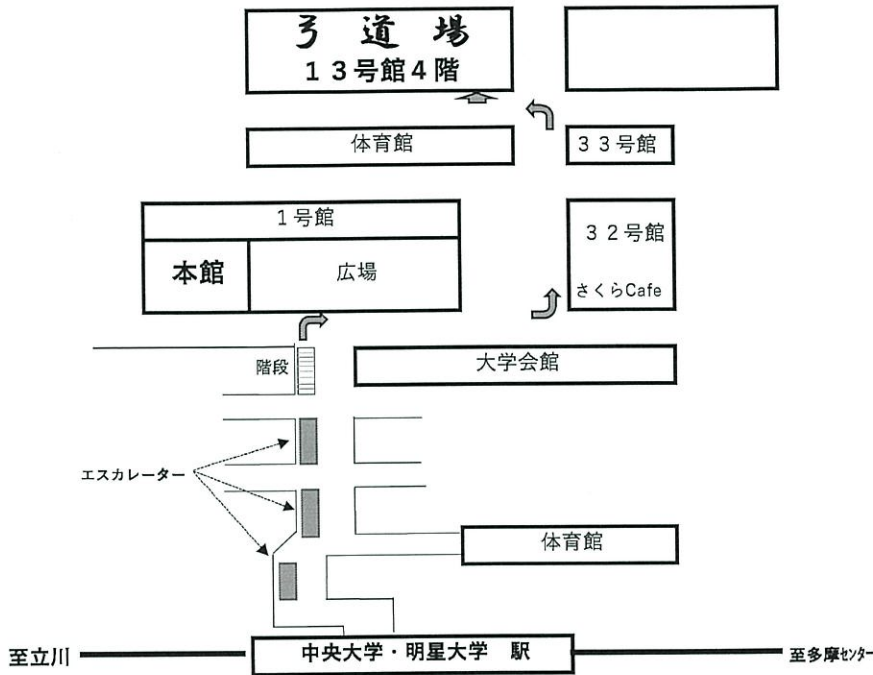 弓道場
13号館4階
体育館
33号館
1号館
32号館
本館
広場
さくらCafe
階段
大学会館
エスカレーター
体育館
至立川
中央大学・明星大学 駅
至多摩センター